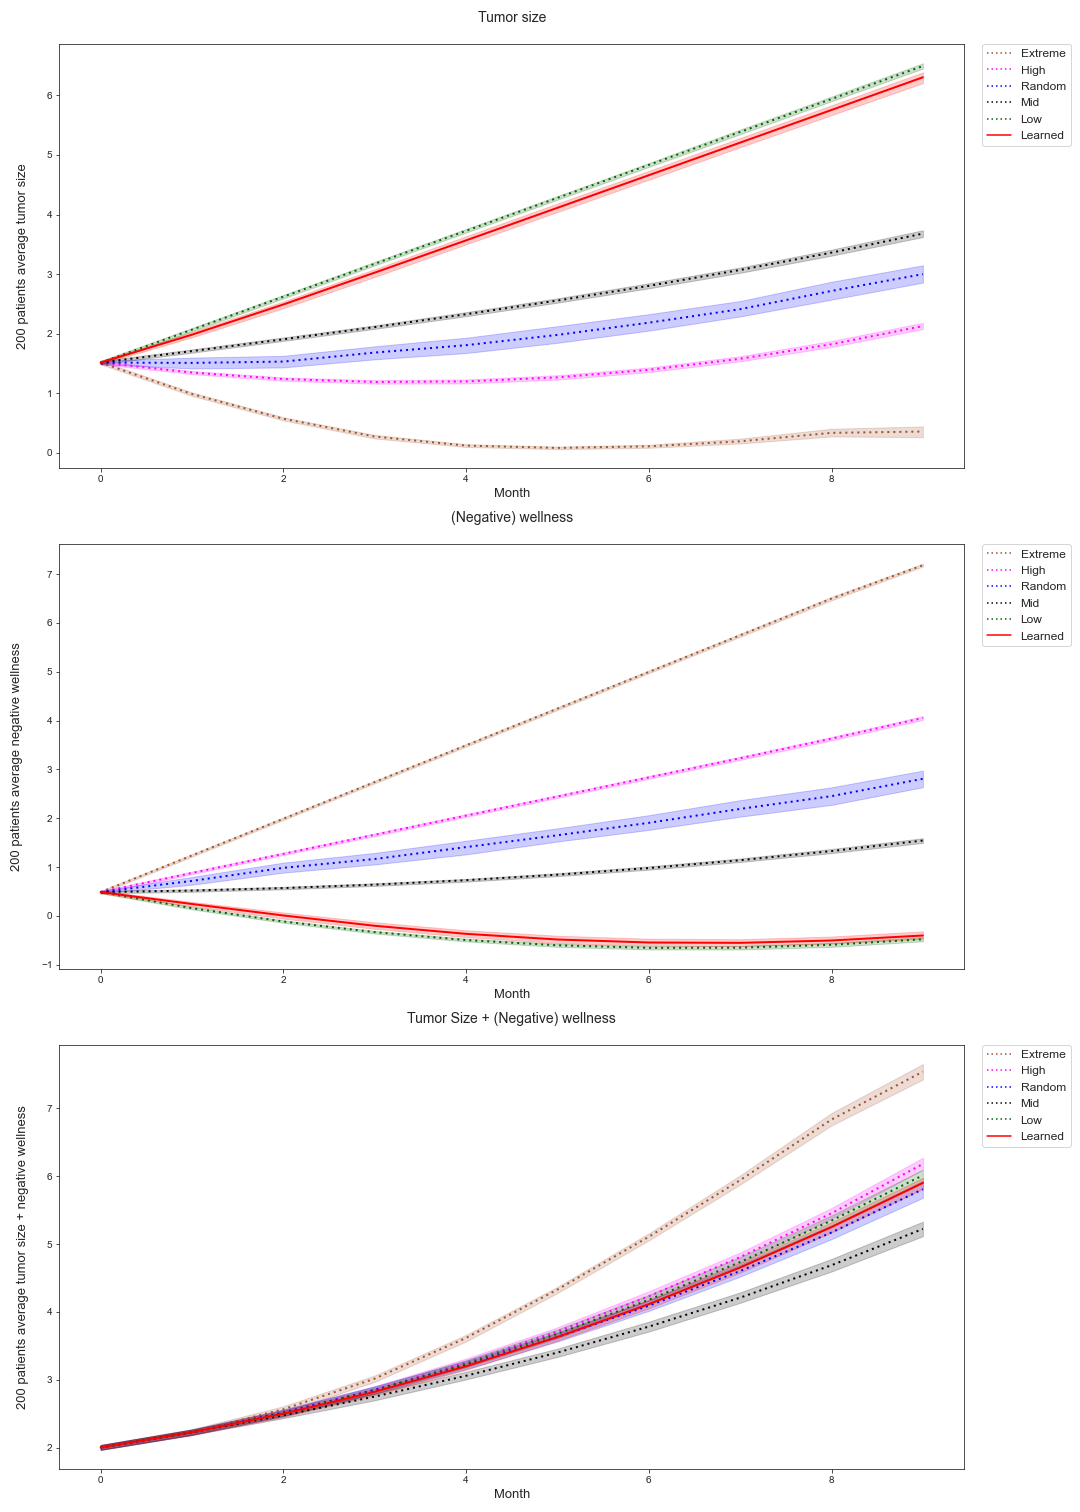 Tumor size
200 patients average tumor size
6
5
4
3
2
1
0
0 2 4 6 8
Month
Extreme
High
Random
Mid
Low
Learned
(Negative) wellness
200 patients average negative wellness
7
6
5
4
3
2
1
0
−1
0 2 4 6 8
Month
Extreme
High
Random
Mid
Low
Learned
Tumor Size + (Negative) wellness
200 patients average tumor size + negative wellness
7
6
5
4
3
2
0 2 4 6 8
Month
Extreme
High
Random
Mid
Low
Learned